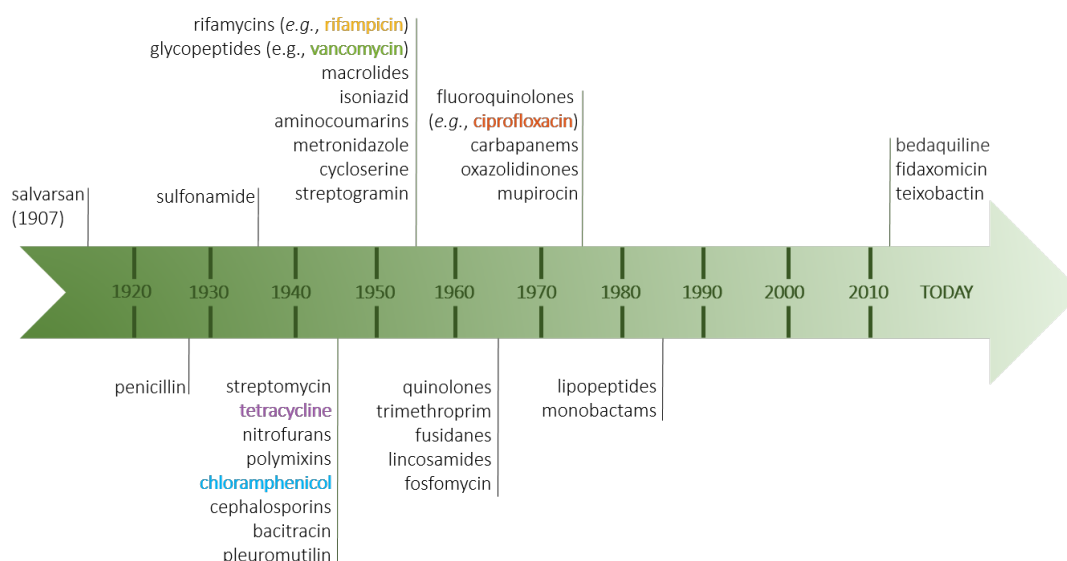 rifamycins (e.g., rifampicin)
glycopeptides (e.g., vancomycin)
macrolides
isoniazid
aminocoumarins
metronidazole
cycloserine
streptogramin
fluoroquinolones
(e.g., ciprofloxacin)
carbapanems
oxazolidinones
mupirocin
bedaquiline
fidaxomicin
teixobactin
salvarsan
(1907)
sulfonamide
1920 1930 1940 1950 1960 1970 1980 1990 2000 2010 TODAY
penicillin
streptomycin
tetracycline
nitrofurans
polymixins
chloramphenicol
cephalosporins
bacitracin
pleuromutilin
quinolones
trimethroprim
fusidanes
lincosamides
fosfomycin
lipopeptides
monobactams